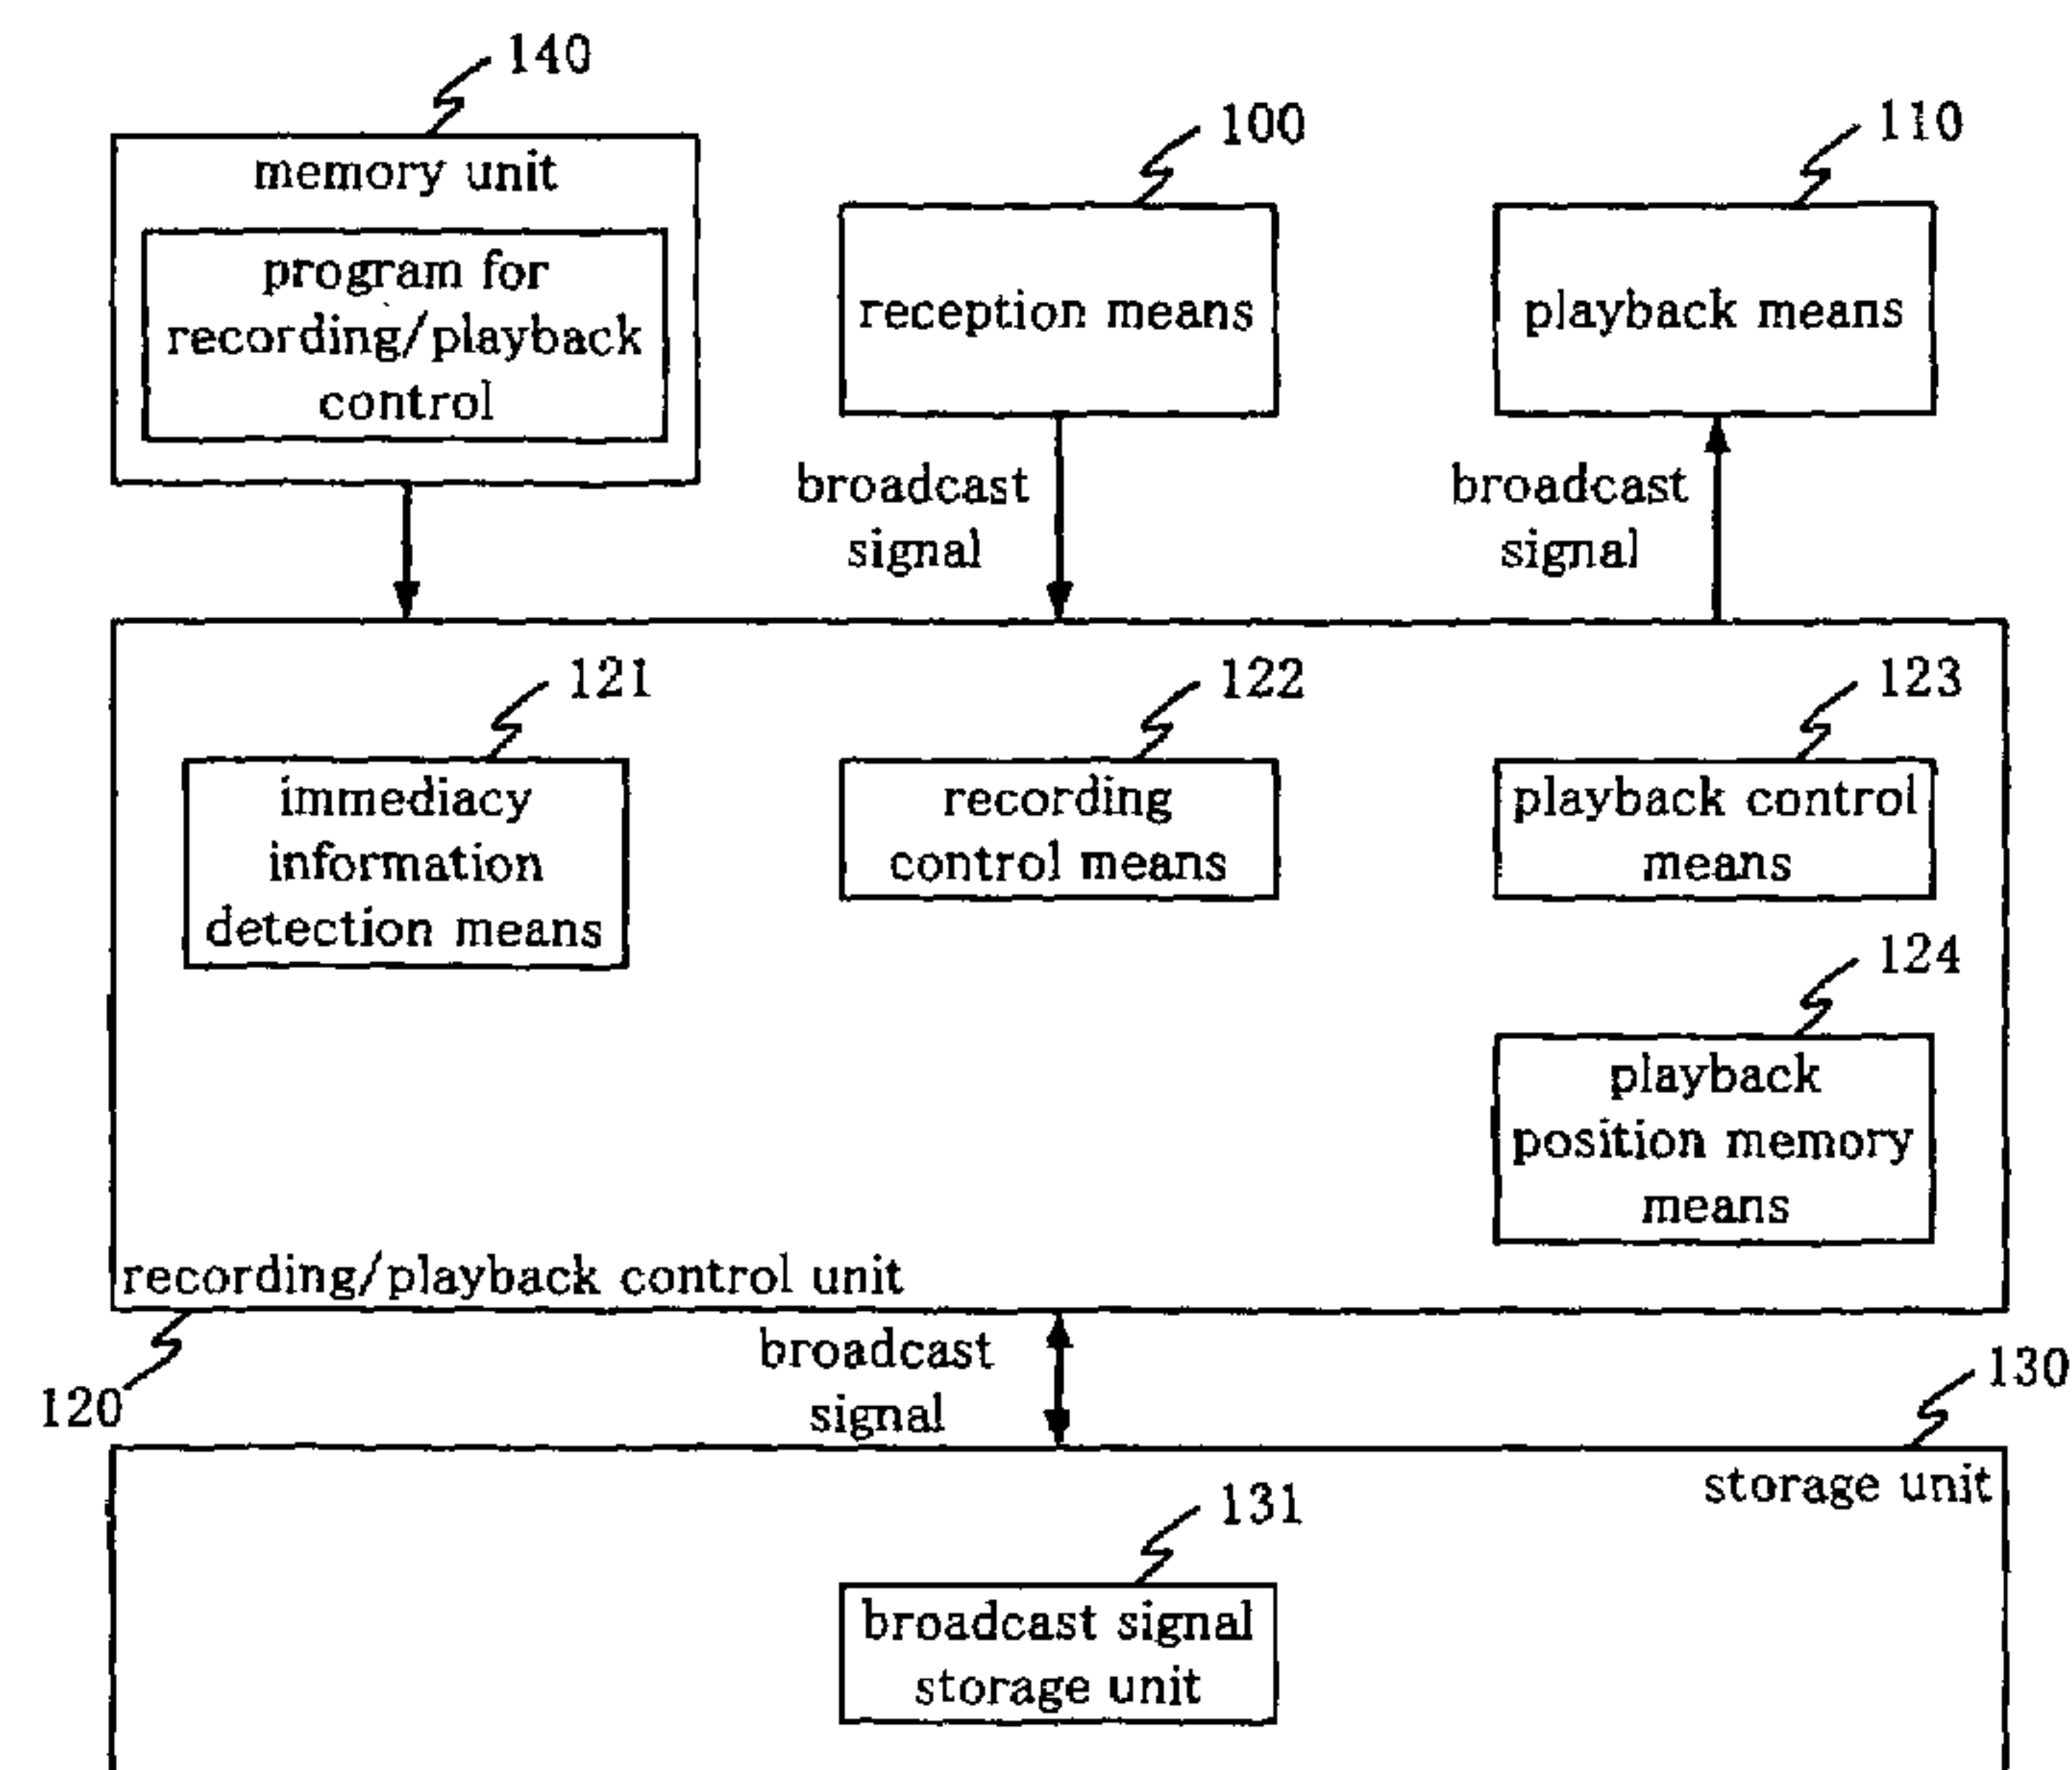 140
memory unit
program for
recording/playback
control
100
reception means
110
playback means
broadcast
signal
broadcast
signal
121
immediacy
information
detection means
122
recording
control means
123
playback control
means
124
playback
position memory
means
recording/playback control unit
120
broadcast
signal
130
storage unit
131
broadcast signal
storage unit